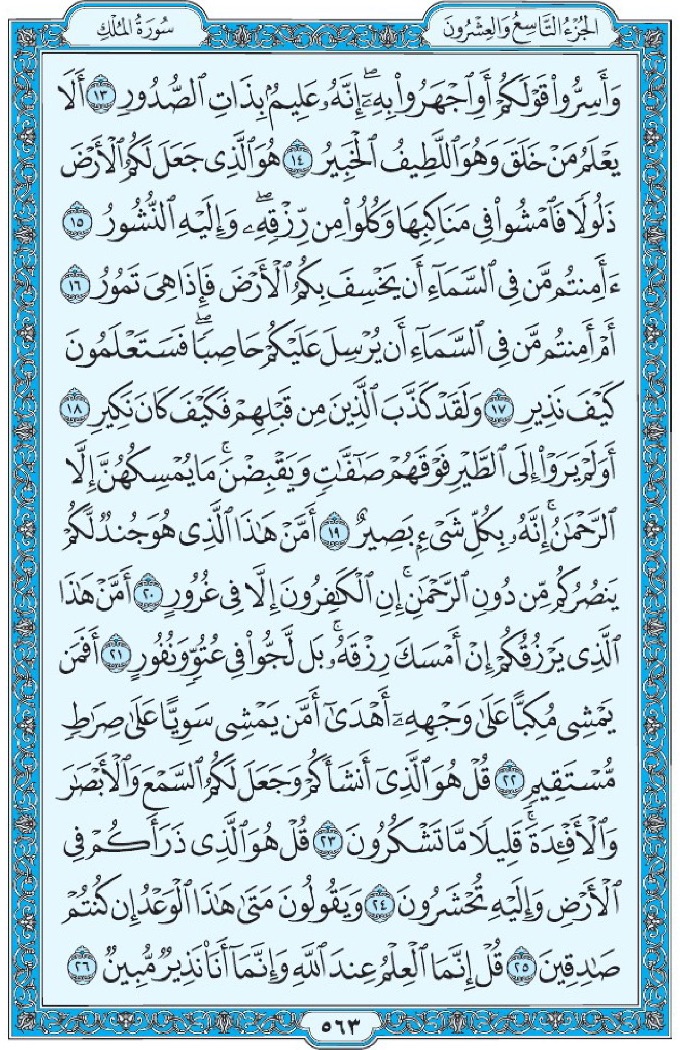 الجُزْءُ التَّاسِعُ وَالعِشْرُونَ
سُورَةُ المُلْكِ
وَأَسِرُّوا۟ قَوْلَكُمْ أَوِ ٱجْهَرُوا۟ بِهِۦٓ ۖ إِنَّهُۥ عَلِيمٌۢ بِذَاتِ ٱلصُّدُورِ ١٣ أَلَا
يَعْلَمُ مَنْ خَلَقَ وَهُوَ ٱللَّطِيفُ ٱلْخَبِيرُ ١٤ هُوَ ٱلَّذِى جَعَلَ لَكُمُ ٱلْأَرْضَ
ذَلُولًا فَٱمْشُوا۟ فِى مَنَاكِبِهَا وَكُلُوا۟ مِن رِّزْقِهِۦ ۖ وَإِلَيْهِ ٱلنُّشُورُ ١٥
ءَأَمِنتُم مَّن فِى ٱلسَّمَآءِ أَن يَخْسِفَ بِكُمُ ٱلْأَرْضَ فَإِذَا هِىَ تَمُورُ ١٦
أَمْ أَمِنتُم مَّن فِى ٱلسَّمَآءِ أَن يُرْسِلَ عَلَيْكُمْ حَاصِبًا ۖ فَسَتَعْلَمُونَ
كَيْفَ نَذِيرِ ١٧ وَلَقَدْ كَذَّبَ ٱلَّذِينَ مِن قَبْلِهِمْ فَكَيْفَ كَانَ نَكِيرِ ١٨
أَوَلَمْ يَرَوْا۟ إِلَى ٱلطَّيْرِ فَوْقَهُمْ صَٰٓفَّٰتٍ وَيَقْبِضْنَ ۚ مَا يُمْسِكُهُنَّ إِلَّا
ٱلرَّحْمَٰنُ ۚ إِنَّهُۥ بِكُلِّ شَىْءٍۭ بَصِيرٌ ١٩ أَمَّنْ هَٰذَا ٱلَّذِى هُوَ جُندٌ لَّكُمْ
يَنصُرُكُم مِّن دُونِ ٱلرَّحْمَٰنِ ۚ إِنِ ٱلْكَٰفِرُونَ إِلَّا فِى غُرُورٍ ٢٠ أَمَّنْ هَٰذَا
ٱلَّذِى يَرْزُقُكُمْ إِنْ أَمْسَكَ رِزْقَهُۥ ۚ بَل لَّجُّوا۟ فِى عُتُوٍّ وَنُفُورٍ ٢١ أَفَمَن
يَمْشِى مُكِبًّا عَلَىٰ وَجْهِهِۦٓ أَهْدَىٰٓ أَمَّن يَمْشِى سَوِيًّا عَلَىٰ صِرَٰطٍ
مُّسْتَقِيمٍ ٢٢ قُلْ هُوَ ٱلَّذِىٓ أَنشَأَكُمْ وَجَعَلَ لَكُمُ ٱلسَّمْعَ وَٱلْأَبْصَٰرَ
وَٱلْأَفْـِٔدَةَ ۖ قَلِيلًا مَّا تَشْكُرُونَ ٢٣ قُلْ هُوَ ٱلَّذِى ذَرَأَكُمْ فِى
ٱلْأَرْضِ وَإِلَيْهِ تُحْشَرُونَ ٢٤ وَيَقُولُونَ مَتَىٰ هَٰذَا ٱلْوَعْدُ إِن كُنتُمْ
صَٰدِقِينَ ٢٥ قُلْ إِنَّمَا ٱلْعِلْمُ عِندَ ٱللَّهِ وَإِنَّمَآ أَنَا۠ نَذِيرٌ مُّبِينٌ ٢٦
٥٦٣